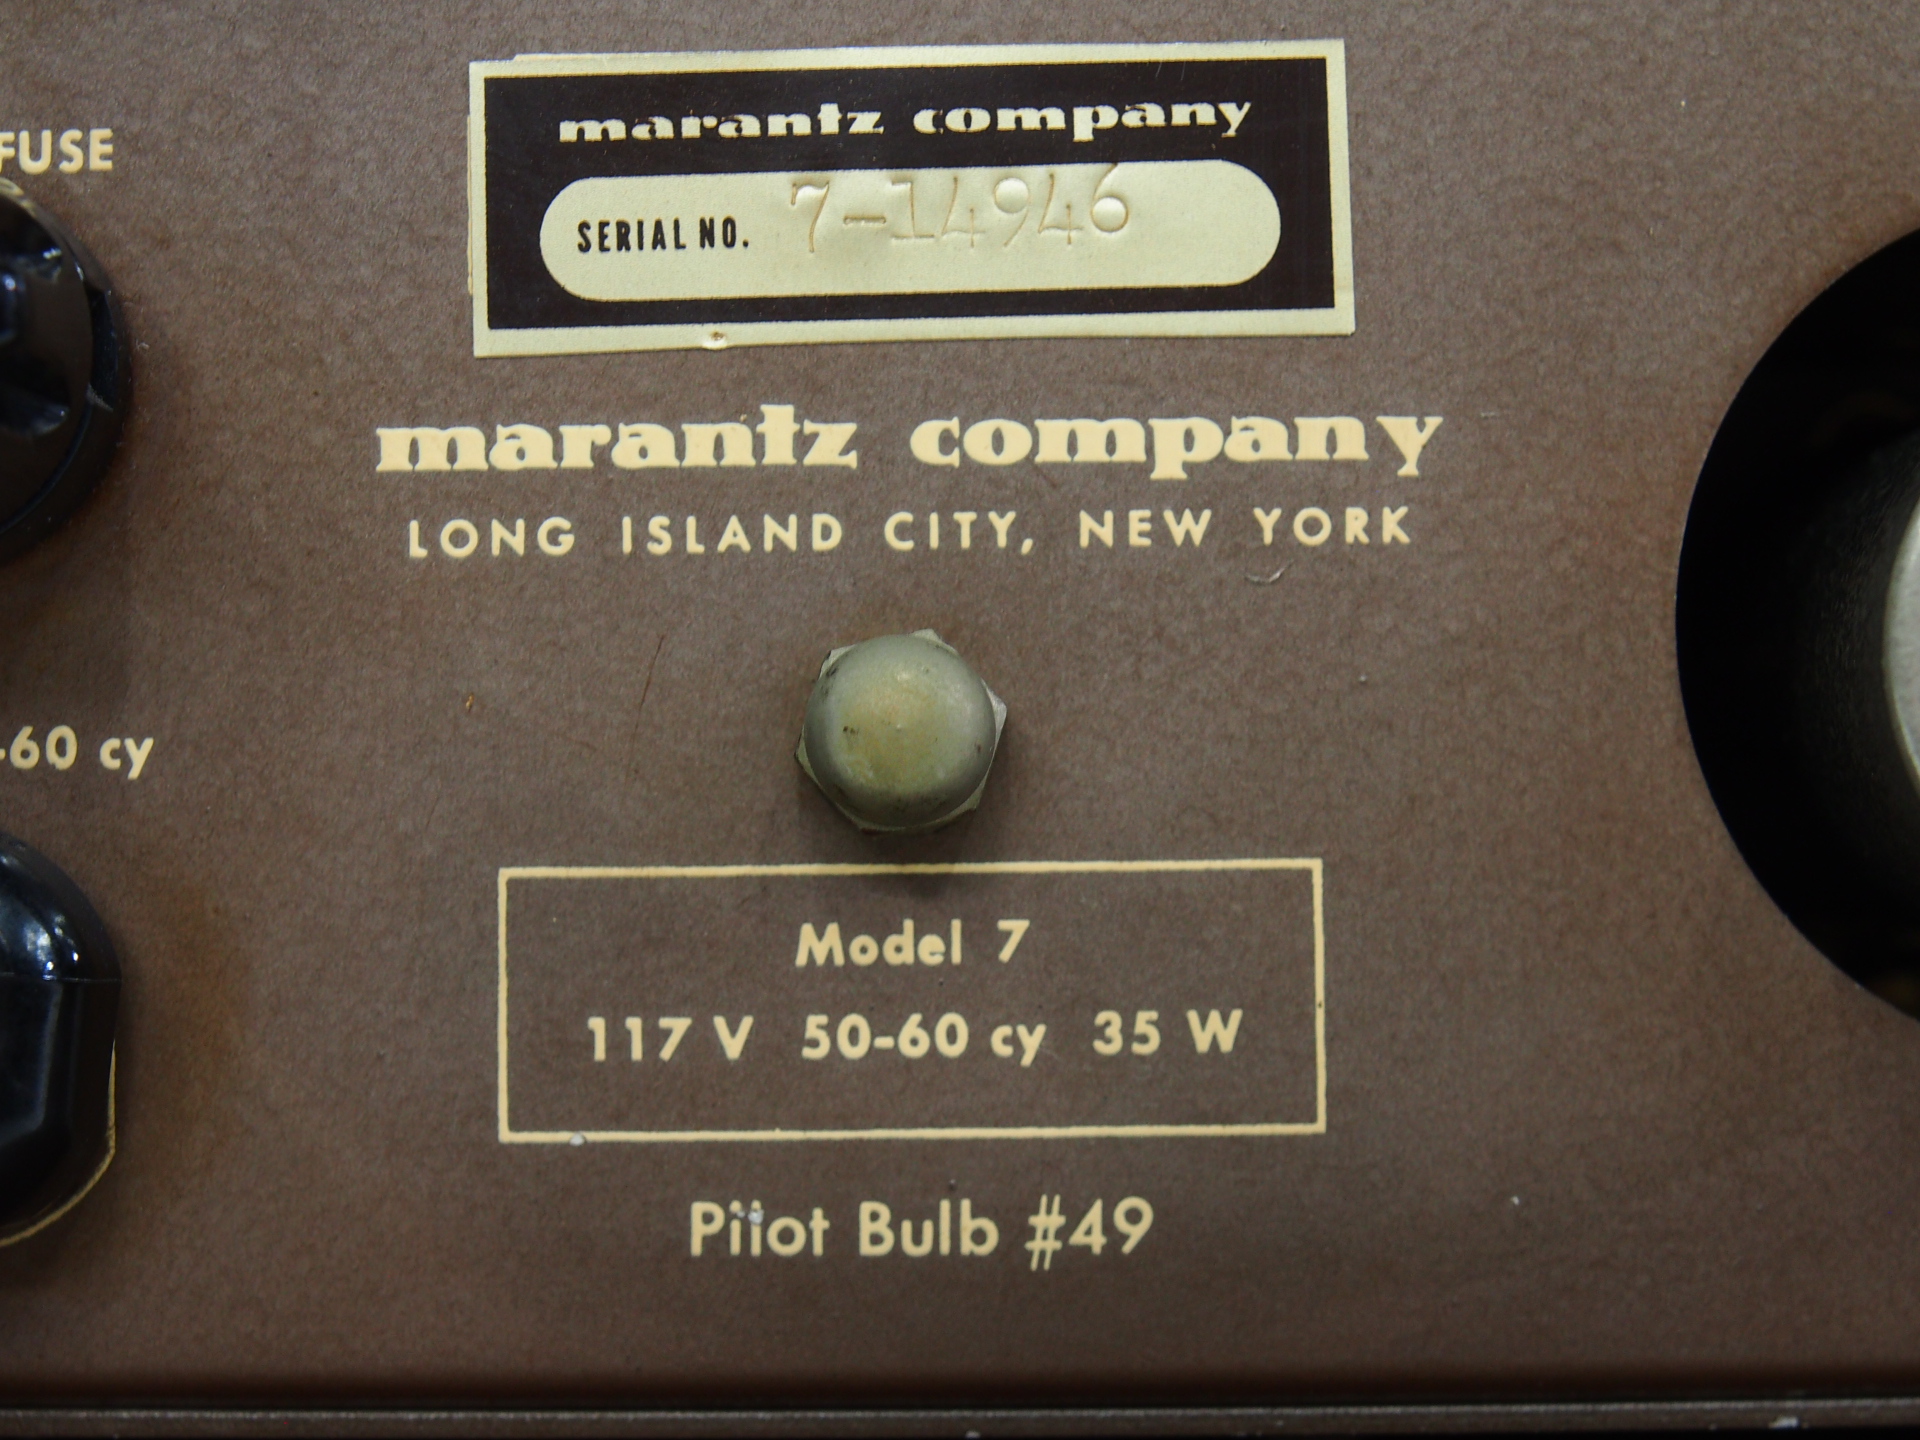 FUSE
marantz company
SERIAL NO. 7-14946
marantz company
LONG ISLAND CITY, NEW YORK
-60 cy
Model 7
117 V 50-60 cy 35 W
Pilot Bulb #49